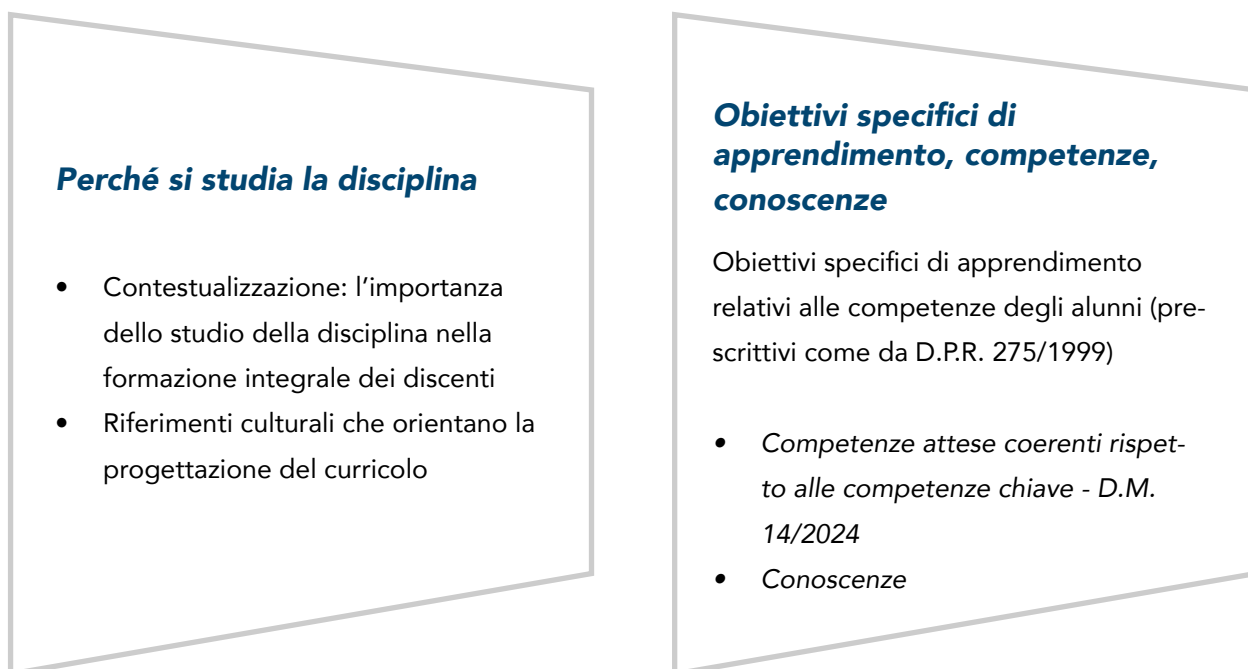 Perché si studia la disciplina
• Contestualizzazione: l’importanza
dello studio della disciplina nella
formazione integrale dei discenti
• Riferimenti culturali che orientano la
progettazione del curricolo
Obiettivi specifici di
apprendimento, competenze,
conoscenze
Obiettivi specifici di apprendimento
relativi alle competenze degli alunni (pre-
scrittivi come da D.P.R. 275/1999)
• Competenze attese coerenti rispet-
to alle competenze chiave - D.M.
14/2024
• Conoscenze